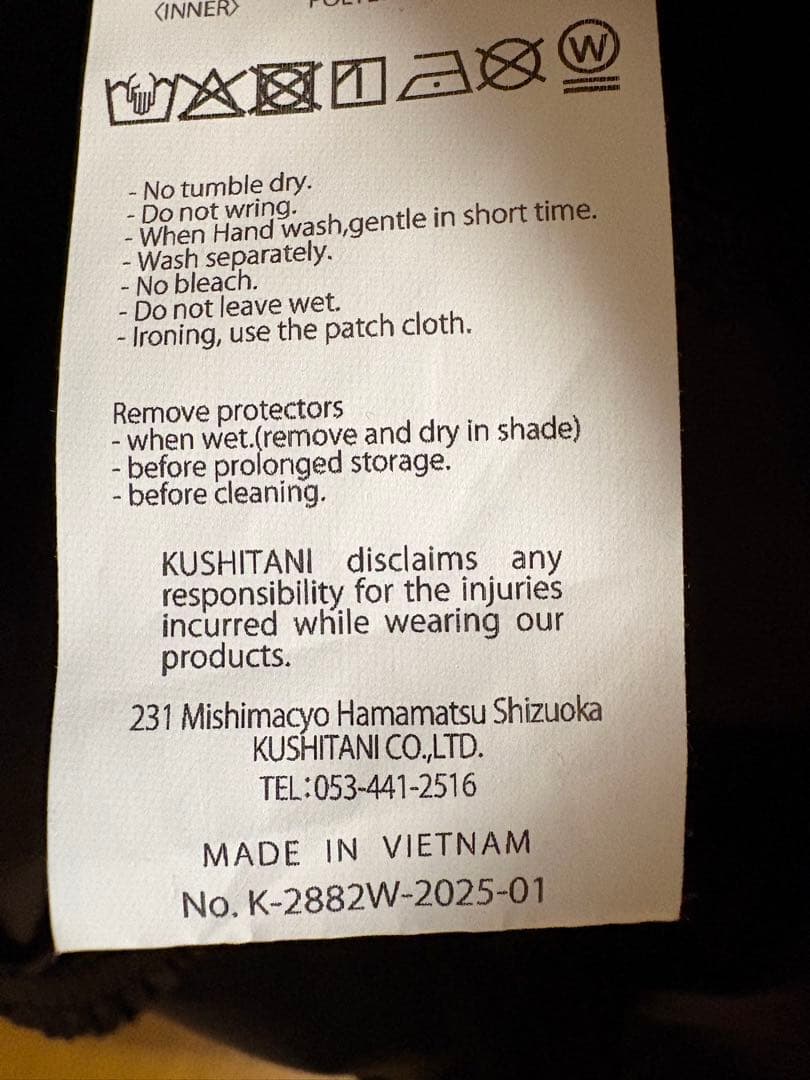 〈INNER〉
W
- No tumble dry.
- Do not wring.
- When Hand wash,gentle in short time.
- Wash separately.
- No bleach.
- Do not leave wet.
- Ironing, use the patch cloth.
Remove protectors
- when wet.(remove and dry in shade)
- before prolonged storage.
- before cleaning.
KUSHITANI disclaims any
responsibility for the injuries
incurred while wearing our
products.
231 Mishimacyo Hamamatsu Shizuoka
KUSHITANI CO.,LTD.
TEL:053-441-2516
MADE IN VIETNAM
No. K-2882W-2025-01